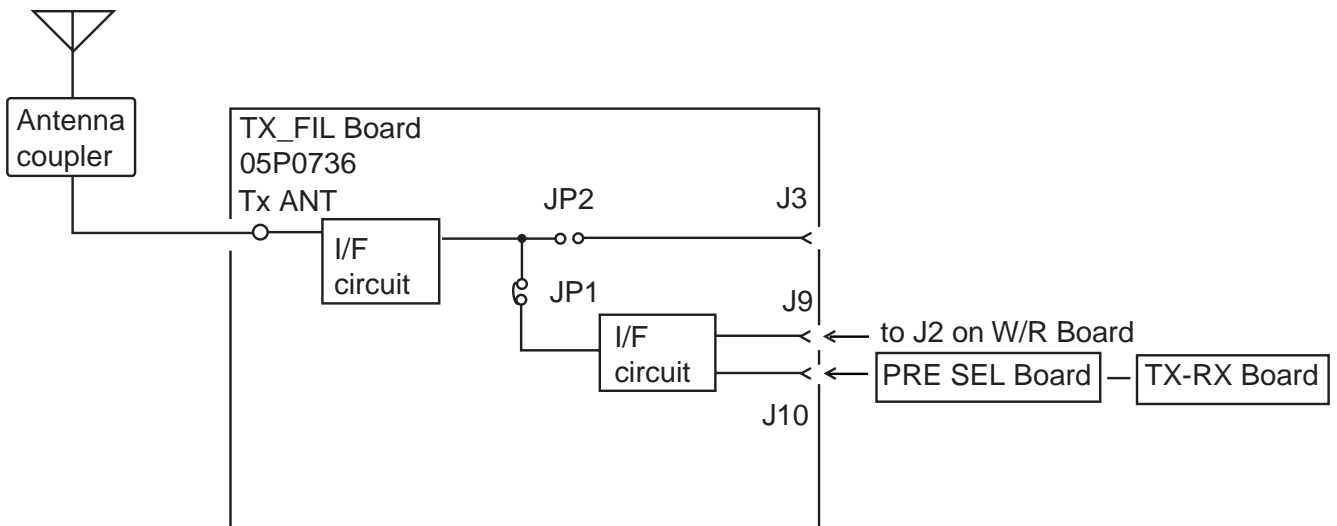 Antenna
coupler
TX_FIL Board
05P0736
Tx ANT
JP2
J3
I/F
circuit
JP1
J9
I/F
circuit
to J2 on W/R Board
PRE SEL Board
TX-RX Board
J10